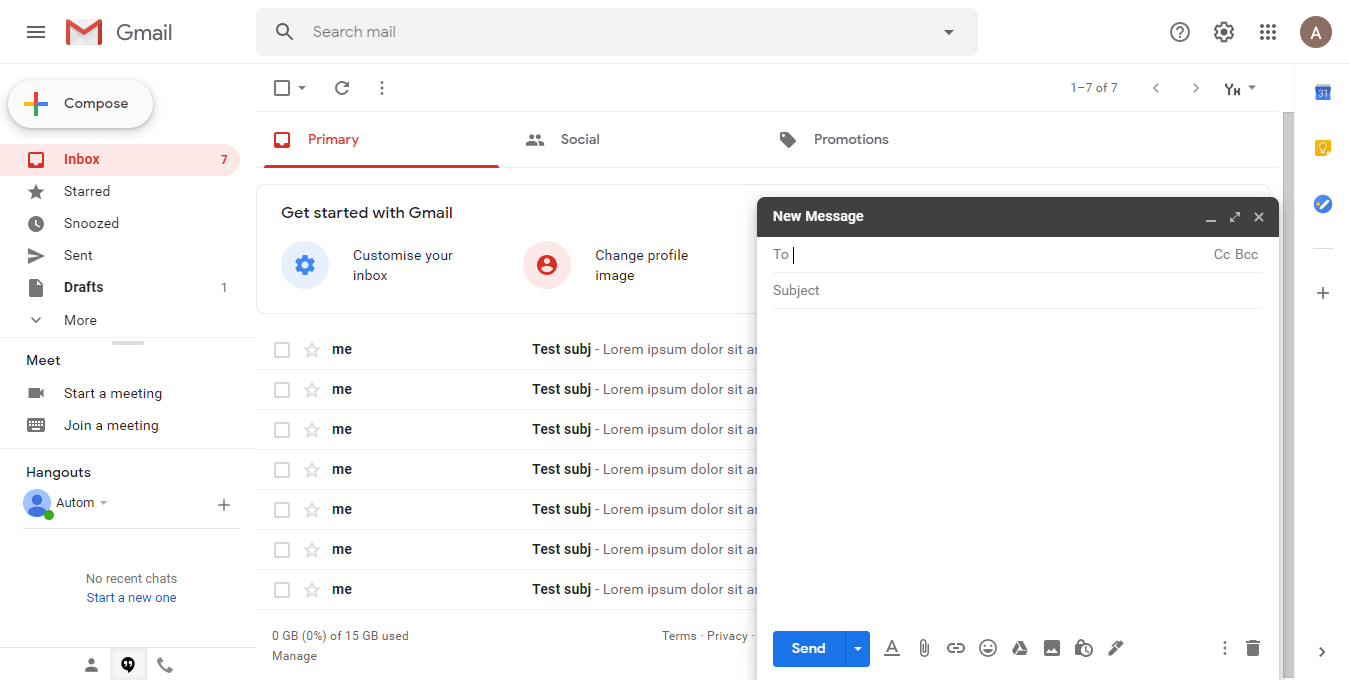 Gmail
Search mail
A
Compose
1–7 of 7
31
Primary
Social
Promotions
Inbox 7
Starred
Snoozed
Sent
Drafts 1
More
Get started with Gmail
Customise your
inbox
Change profile
image
New Message
To
Cc Bcc
Subject
me Test subj - Lorem ipsum dolor sit
me Test subj - Lorem ipsum dolor sit
me Test subj - Lorem ipsum dolor sit
me Test subj - Lorem ipsum dolor sit
me Test subj - Lorem ipsum dolor sit
me Test subj - Lorem ipsum dolor sit
me Test subj - Lorem ipsum dolor sit
Meet
Start a meeting
Join a meeting
Hangouts
Autom
No recent chats
Start a new one
0 GB (0%) of 15 GB used
Manage
Terms · Privacy ·
Send